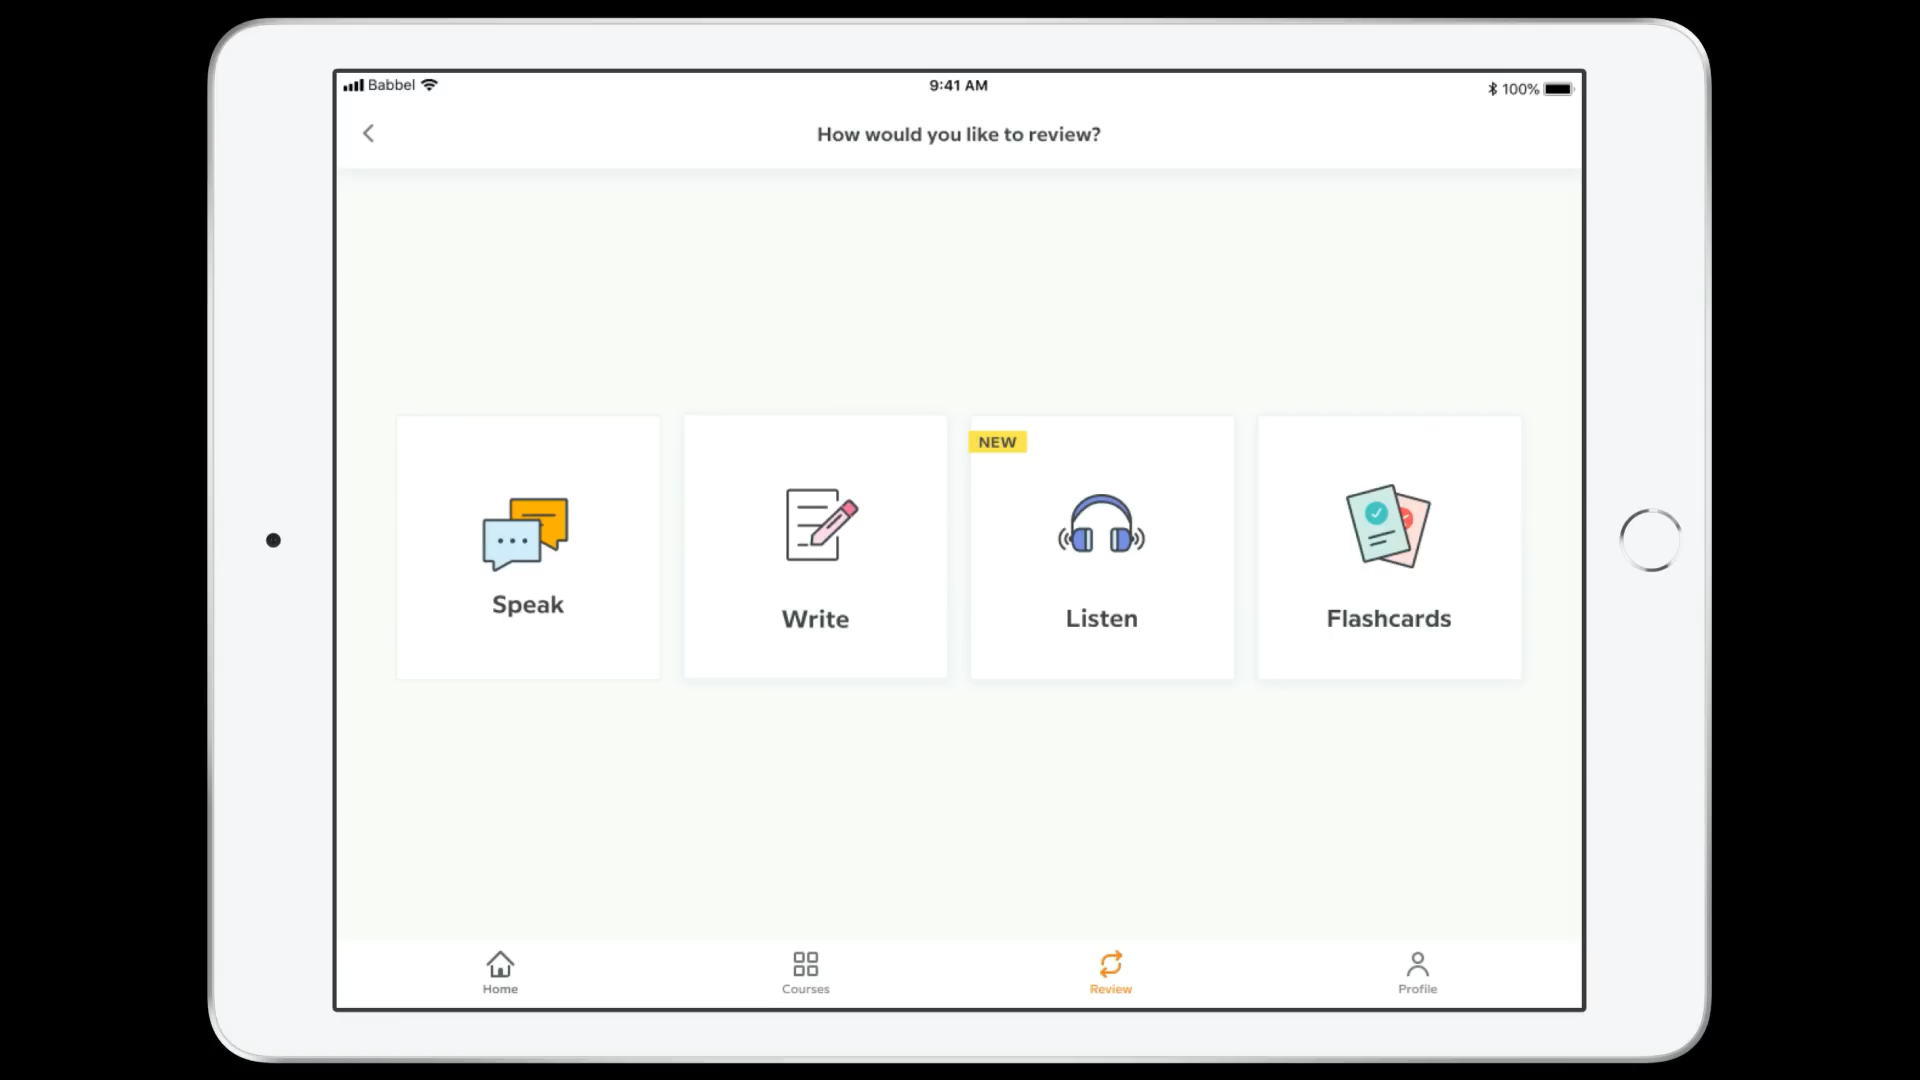 Babbel
9:41 AM
100%
How would you like to review?
Speak
Write
NEW
Listen
Flashcards
Home
Courses
Review
Profile